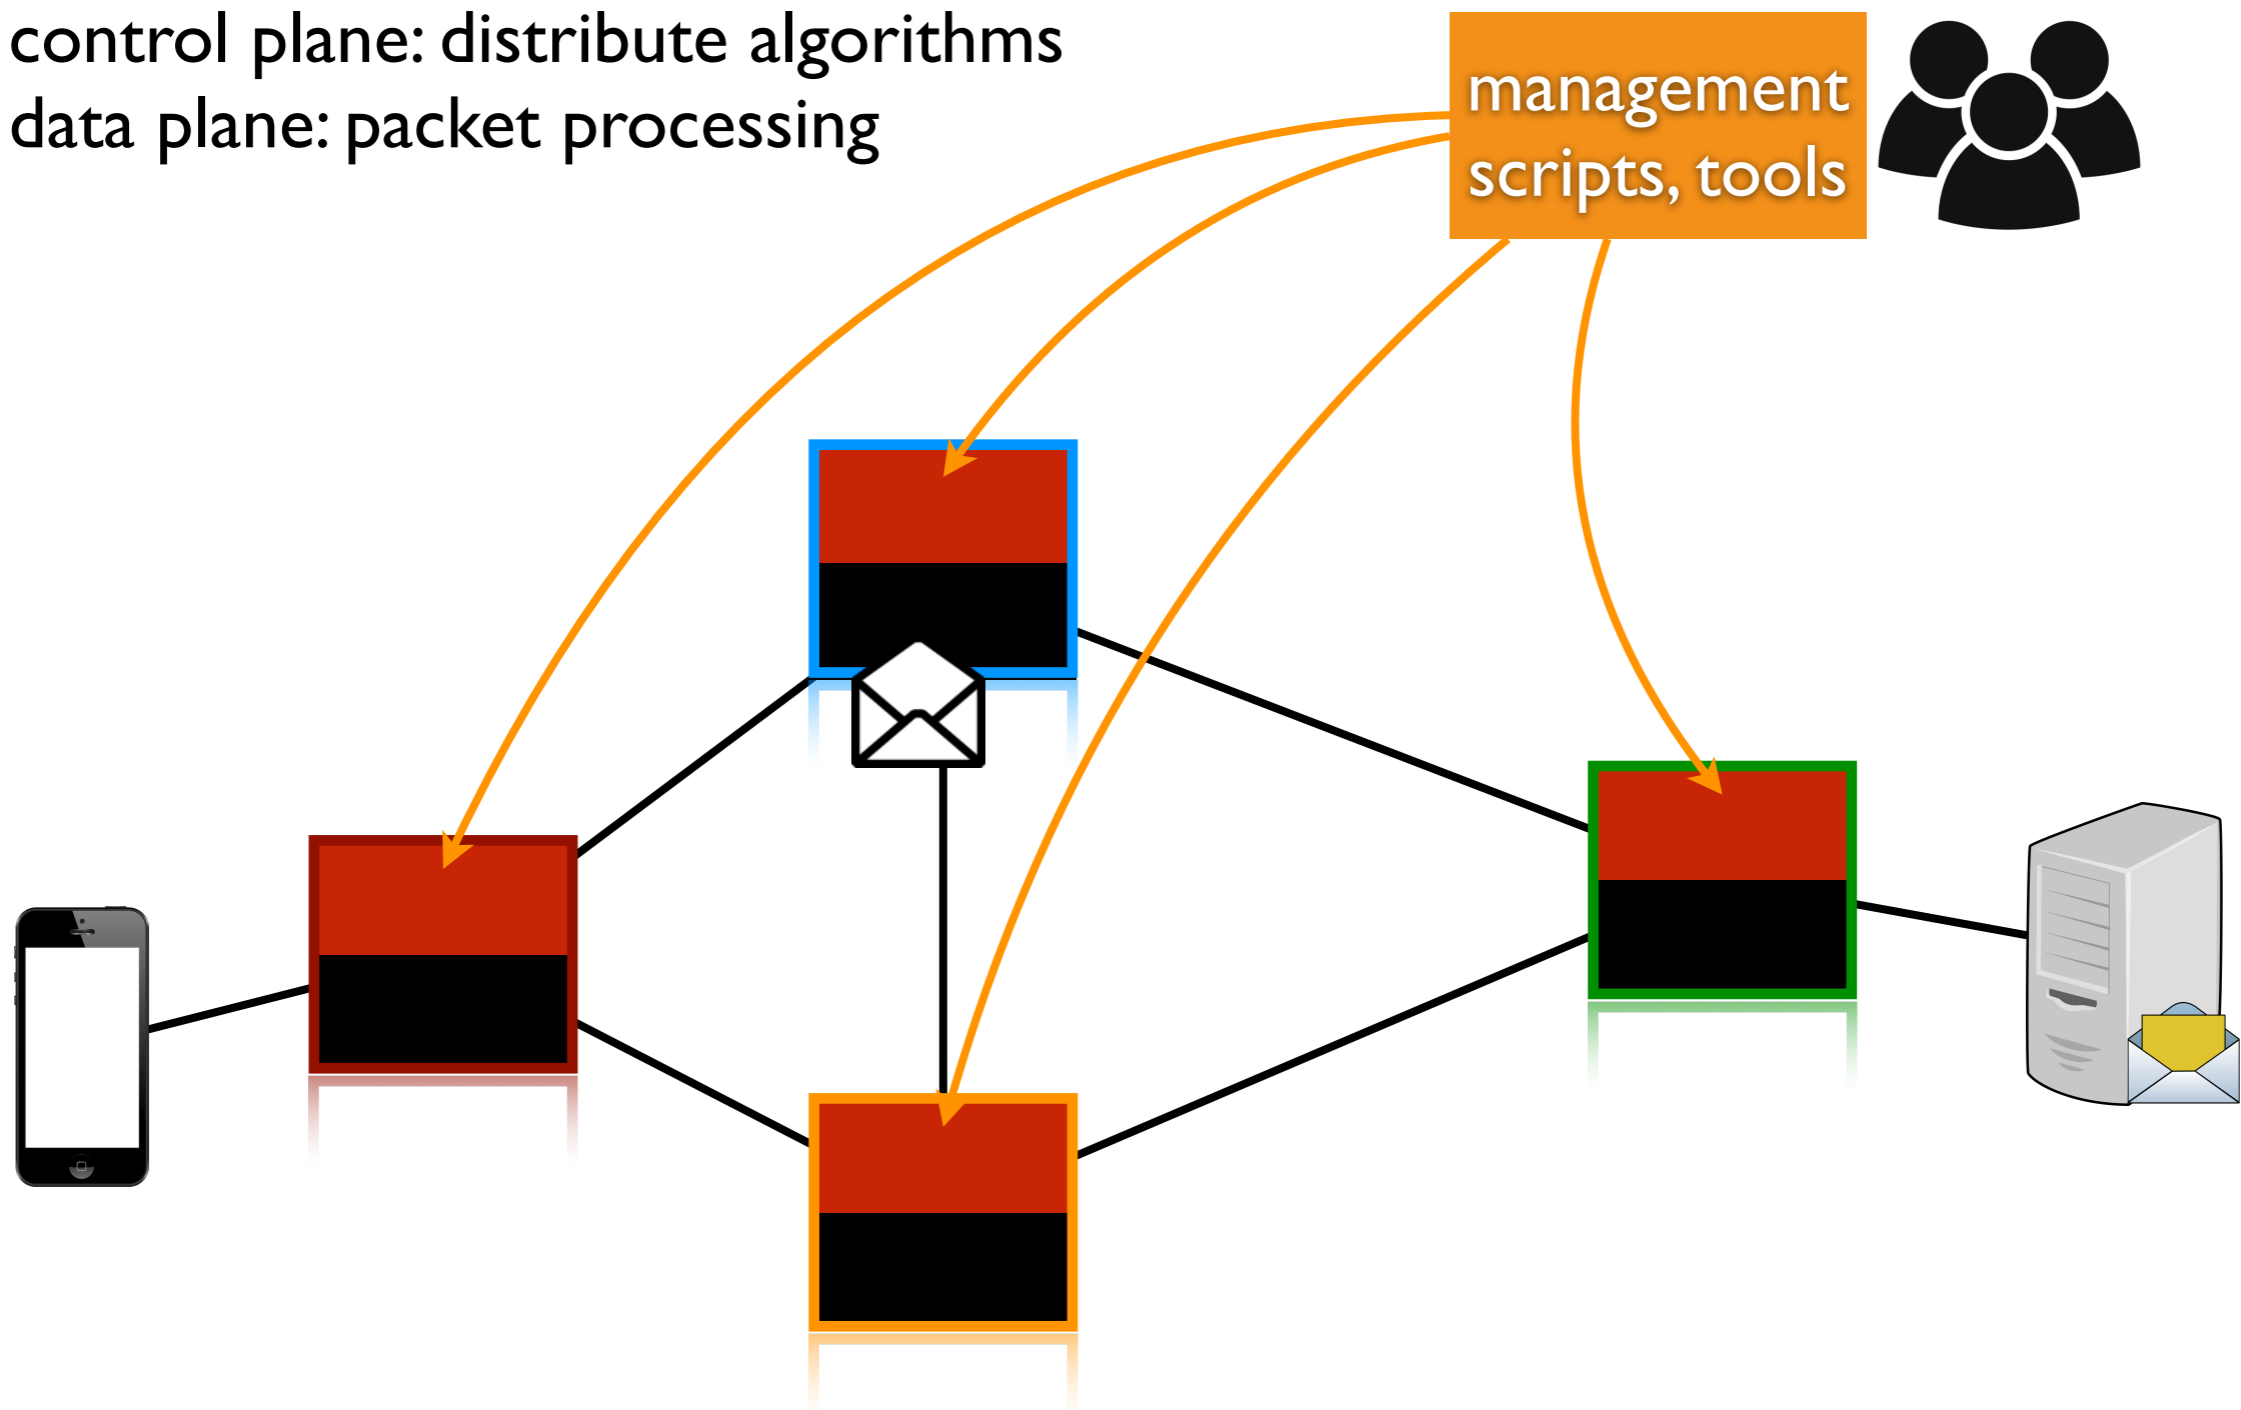 control plane: distribute algorithms
data plane: packet processing
management
scripts, tools